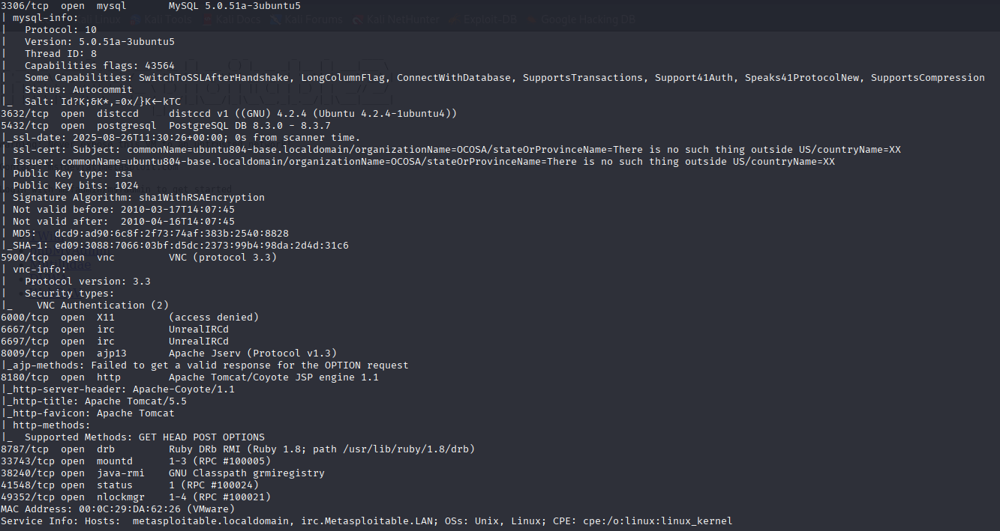 3306/tcp  open  mysql       MySQL 5.0.51a-3ubuntu5
| mysql-info:
|   Protocol: 10
|   Version: 5.0.51a-3ubuntu5
|   Thread ID: 8
|   Capabilities flags: 43564
|   Some Capabilities: SwitchToSSLAfterHandshake, LongColumnFlag, ConnectWithDatabase, SupportsTransactions, Support41Auth, Speaks41ProtocolNew, SupportsCompression
|   Status: Autocommit
|_  Salt: Id?K;&K*,=0x/}K<-kTC
3632/tcp  open  distccd     distccd v1 ((GNU) 4.2.4 (Ubuntu 4.2.4-1ubuntu4))
5432/tcp  open  postgresql  PostgreSQL DB 8.3.0 - 8.3.7
|_ssl-date: 2025-08-26T11:30:26+00:00; 0s from scanner time.
| ssl-cert: Subject: commonName=ubuntu804-base.localdomain/organizationName=OCOSA/stateOrProvinceName=There is no such thing outside US/countryName=XX
| Issuer: commonName=ubuntu804-base.localdomain/organizationName=OCOSA/stateOrProvinceName=There is no such thing outside US/countryName=XX
| Public Key type: rsa
| Public Key bits: 1024
| Signature Algorithm: sha1WithRSAEncryption
| Not valid before: 2010-03-17T14:07:45
| Not valid after:  2010-04-16T14:07:45
| MD5:   dcd9:ad90:6c8f:2f73:74af:383b:2540:8828
|_SHA-1: ed09:3088:7066:03bf:d5dc:2373:99b4:98da:2d4d:31c6
5900/tcp  open  vnc         VNC (protocol 3.3)
| vnc-info:
|   Protocol version: 3.3
|   Security types:
|_    VNC Authentication (2)
6000/tcp  open  X11         (access denied)
6667/tcp  open  irc         UnrealIRCd
6697/tcp  open  irc         UnrealIRCd
8009/tcp  open  ajp13       Apache Jserv (Protocol v1.3)
|_ajp-methods: Failed to get a valid response for the OPTION request
8180/tcp  open  http        Apache Tomcat/Coyote JSP engine 1.1
|_http-server-header: Apache-Coyote/1.1
|_http-title: Apache Tomcat/5.5
|_http-favicon: Apache Tomcat
| http-methods:
|_  Supported Methods: GET HEAD POST OPTIONS
8787/tcp  open  drb         Ruby DRb RMI (Ruby 1.8; path /usr/lib/ruby/1.8/drb)
33743/tcp open  mountd      1-3 (RPC #100005)
38240/tcp open  java-rmi    GNU Classpath grmiregistry
41548/tcp open  status      1 (RPC #100024)
49352/tcp open  nlockmgr    1-4 (RPC #100021)
MAC Address: 00:0C:29:DA:62:26 (VMware)
Service Info: Hosts:  metasploitable.localdomain, irc.Metasploitable.LAN; OSs: Unix, Linux; CPE: cpe:/o:linux:linux_kernel